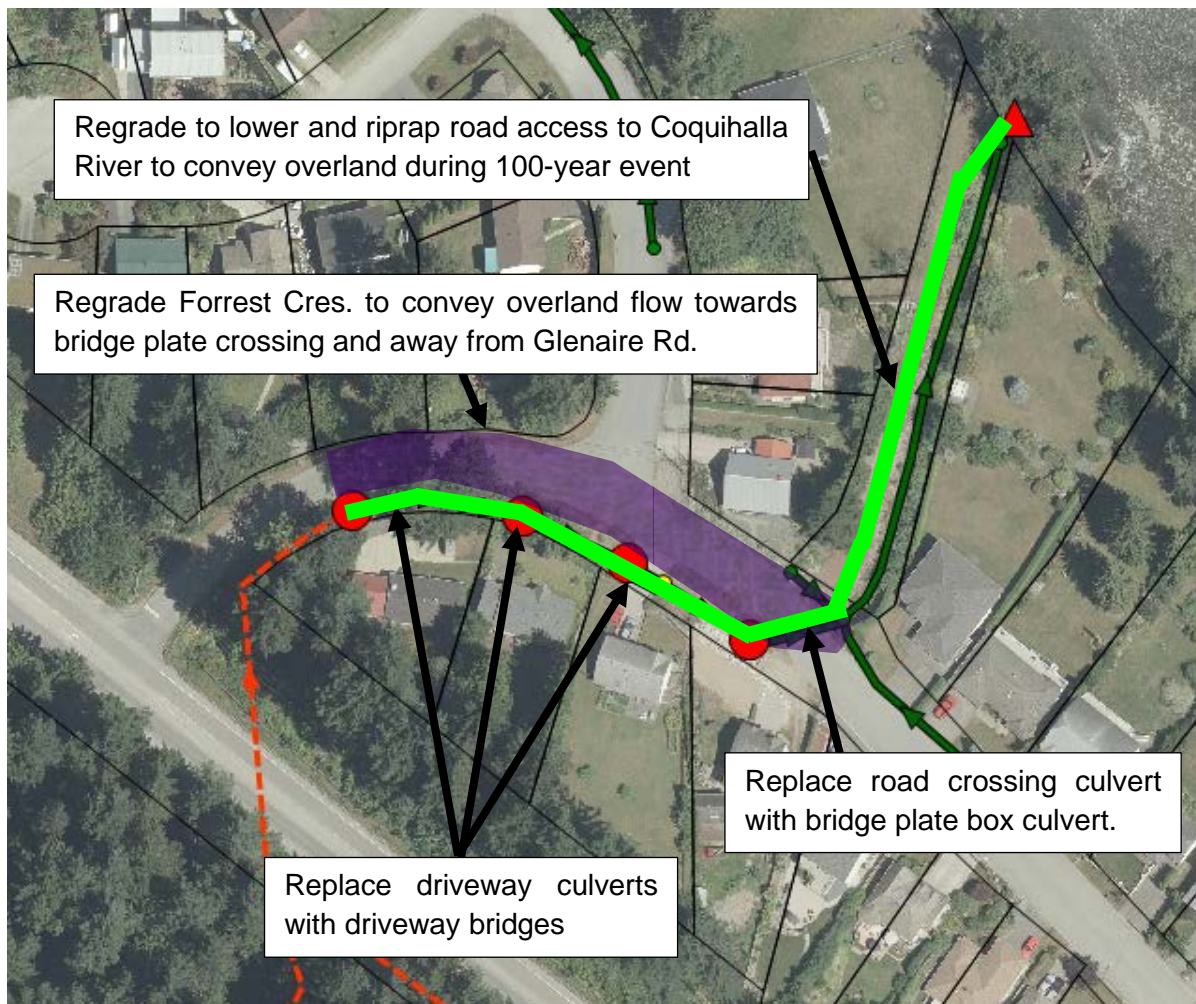 Regrade to lower and riprap road access to Coquihalla
River to convey overland during 100-year event
Regrade Forrest Cres. to convey overland flow towards
bridge plate crossing and away from Glenaire Rd.
Replace road crossing culvert
with bridge plate box culvert.
Replace driveway culverts
with driveway bridges